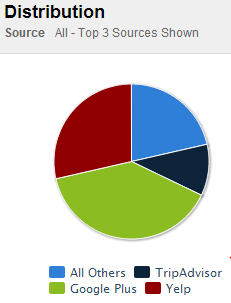 Distribution
Source All - Top 3 Sources Shown
All Others TripAdvisor
Google Plus Yelp